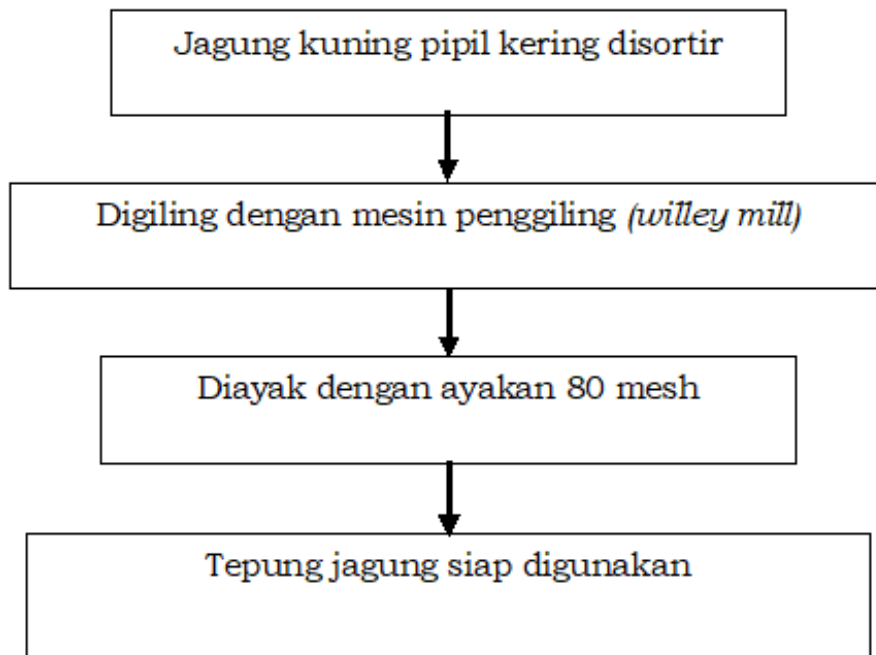 Jagung kuning pipil kering disortir
Digiling dengan mesin penggiling (willey mill)
Diayak dengan ayakan 80 mesh
Tepung jagung siap digunakan